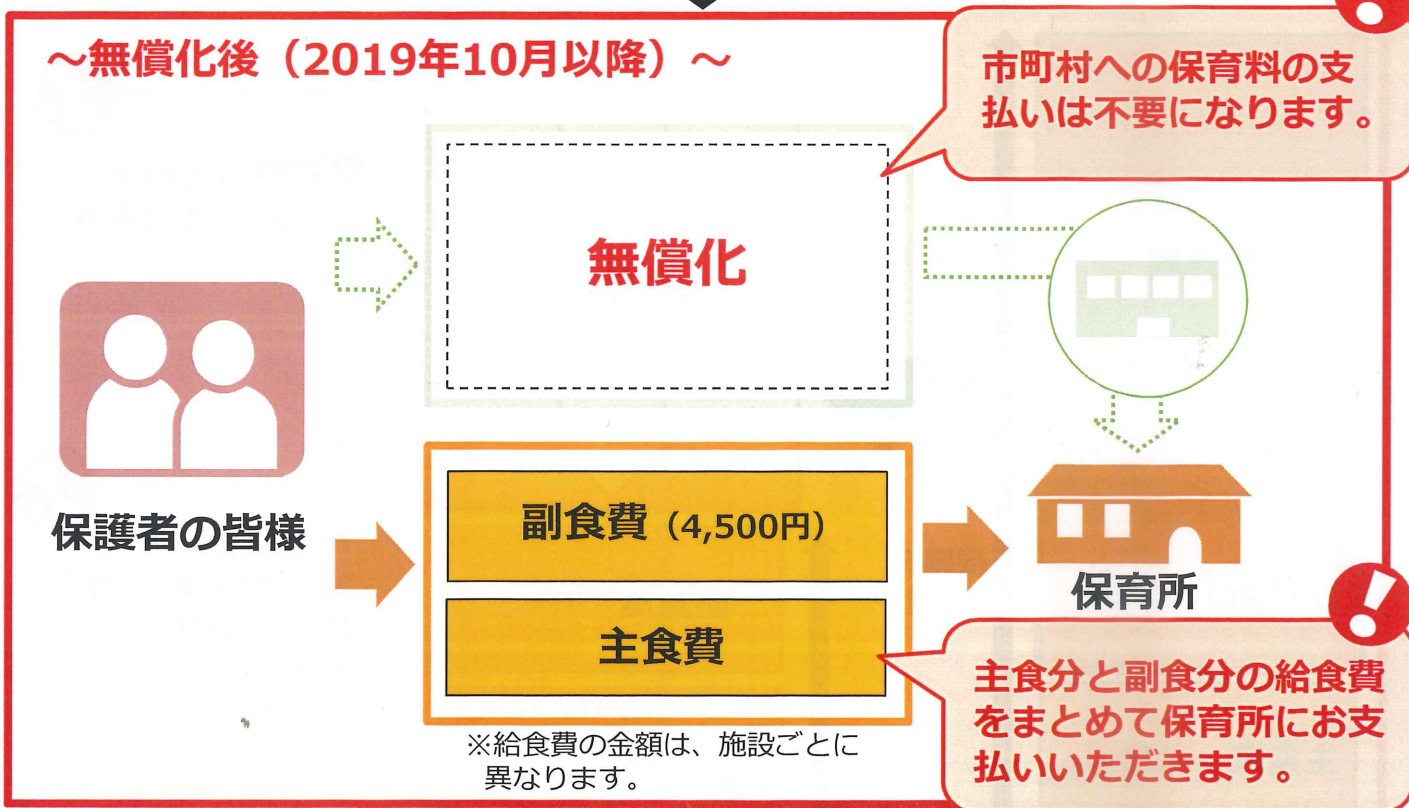 ～無償化後（2019年10月以降）～
市町村への保育料の支
払いは不要になります。
無償化
保護者の皆様
副食費（4,500円）
主食費
保育所
※給食費の金額は、施設ごとに
異なります。
主食分と副食分の給食費
をまとめて保育所にお支
払いいただきます。